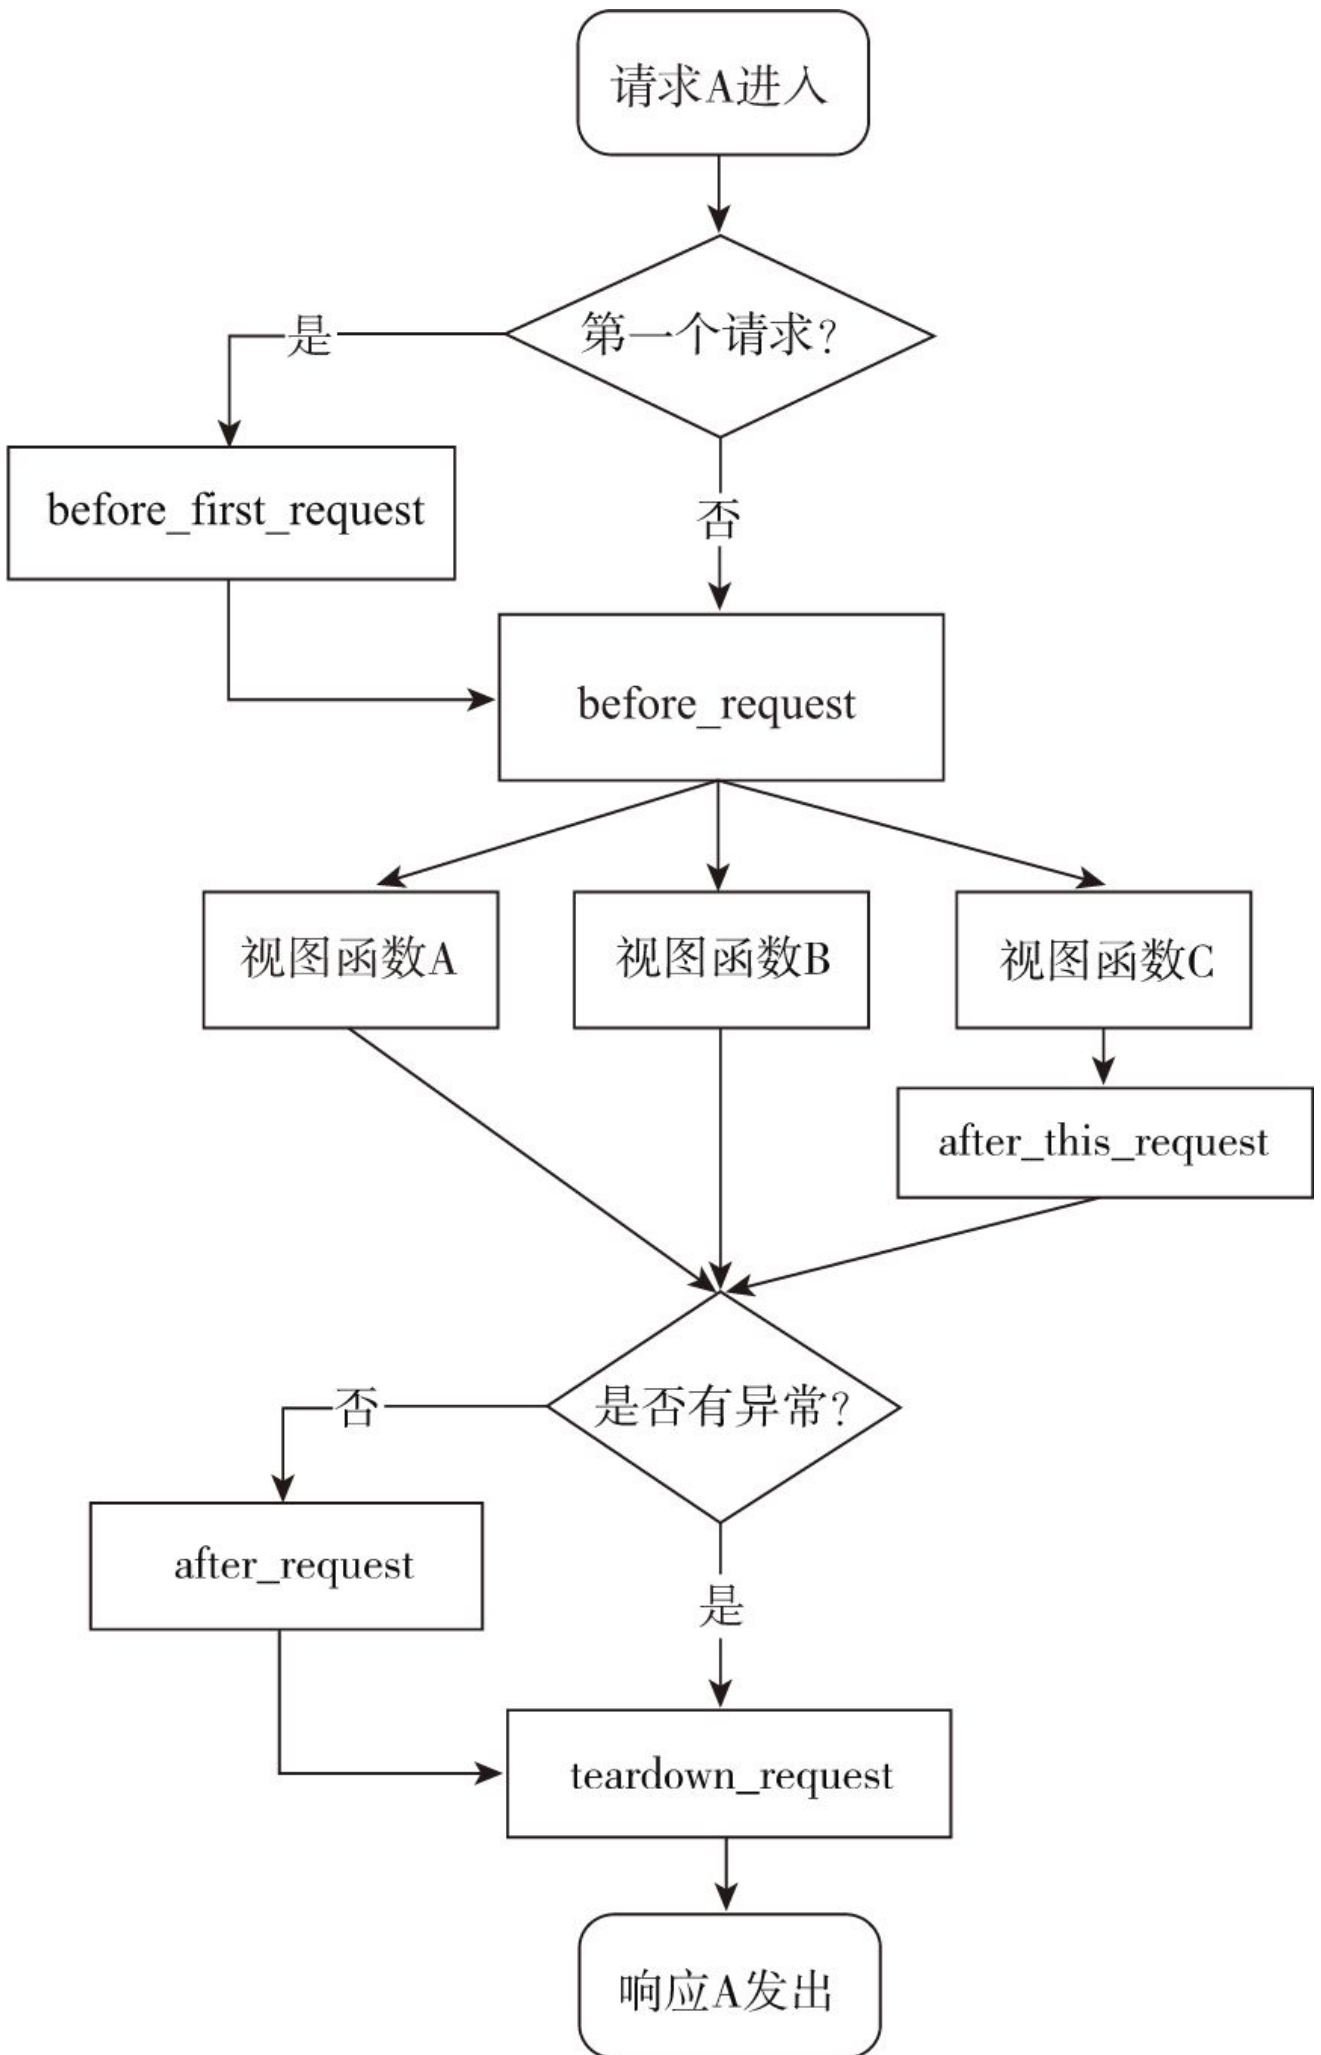 请求A进入
第一个请求?
是
before_first_request
否
before_request
视图函数A
视图函数B
视图函数C
after_this_request
是否有异常?
否
after_request
是
teardown_request
响应A发出